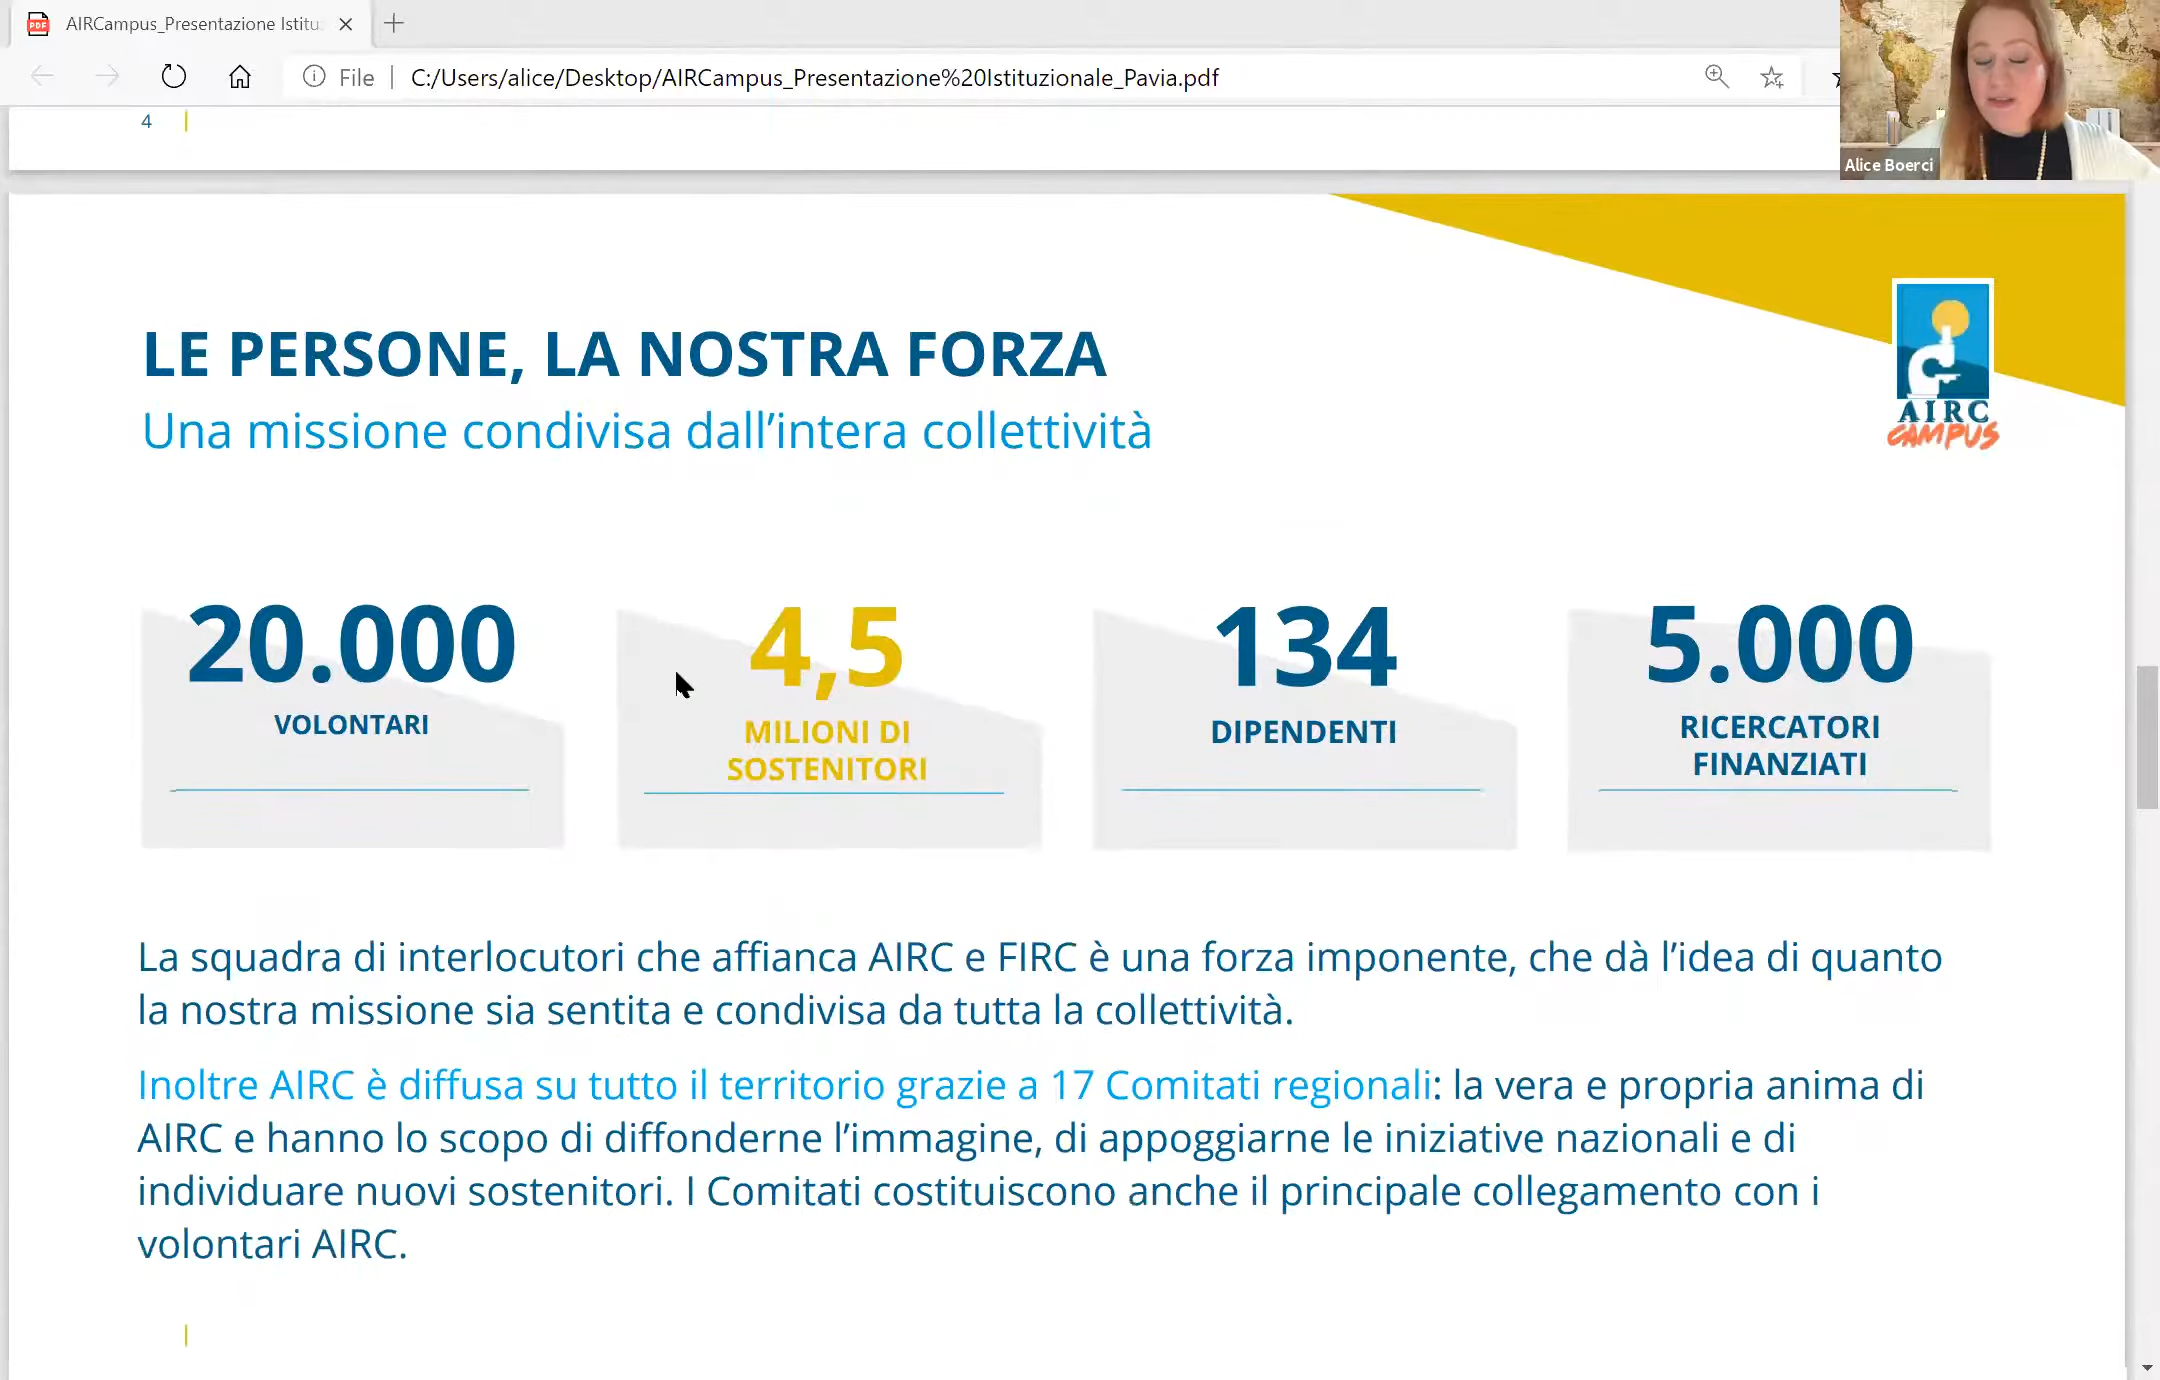 AIRCampus_Presentazione Istitu
File
C:/Users/alice/Desktop/AIRCampus_Presentazione%20Istituzionale_Pavia.pdf
Alice Boerci
4
AIRC
CAMPUS
LE PERSONE, LA NOSTRA FORZA
Una missione condivisa dall’intera collettività
20.000
VOLONTARI
4,5
MILIONI DI
SOSTENITORI
134
DIPENDENTI
5.000
RICERCATORI
FINANZIATI
La squadra di interlocutori che affianca AIRC e FIRC è una forza imponente, che dà l’idea di quanto
la nostra missione sia sentita e condivisa da tutta la collettività.
Inoltre AIRC è diffusa su tutto il territorio grazie a 17 Comitati regionali: la vera e propria anima di
AIRC e hanno lo scopo di diffonderne l’immagine, di appoggiarne le iniziative nazionali e di
individuare nuovi sostenitori. I Comitati costituiscono anche il principale collegamento con i
volontari AIRC.